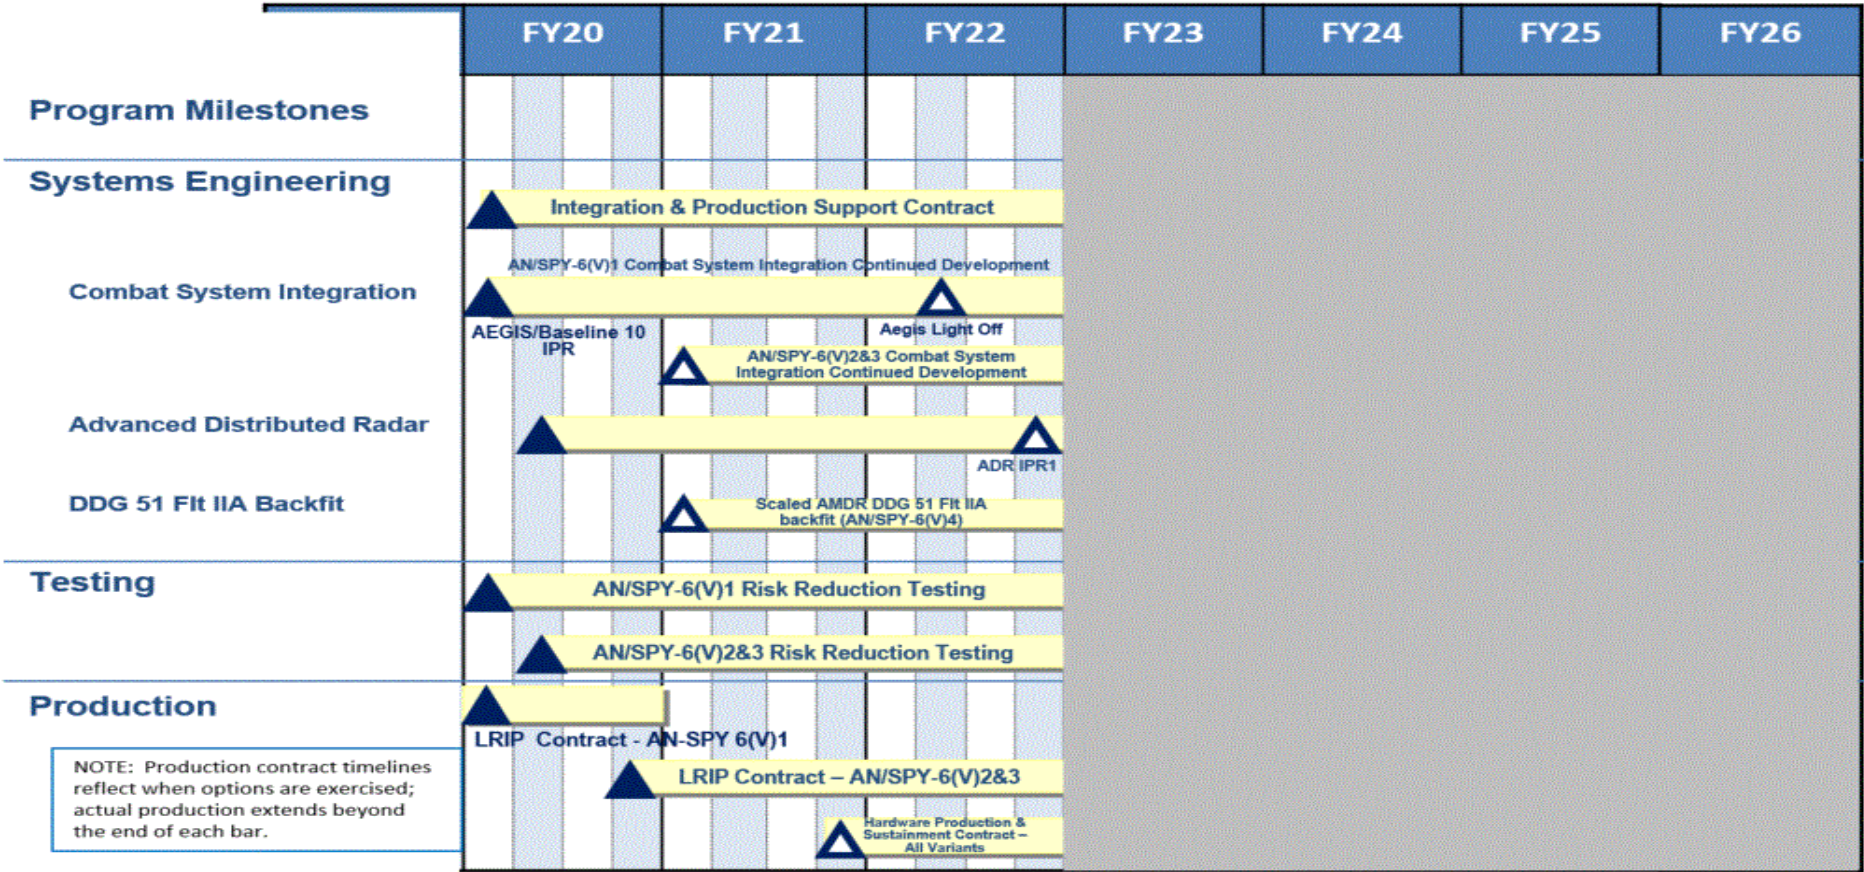 FY20 FY21 FY22 FY23 FY24 FY25 FY26
Program Milestones
Systems Engineering
Integration & Production Support Contract
AN/SPY-6(V)1 Combat System Integration Continued Development
Combat System Integration
AEGIS/Baseline 10
IPR
Aegis Light Off
AN/SPY-6(V)2&3 Combat System
Integration Continued Development
Advanced Distributed Radar
ADR IPR1
DDG 51 Flt IIA Backfit
Scaled AMDR DDG 51 Flt IIA
backfit (AN/SPY-6(V)4)
Testing
AN/SPY-6(V)1 Risk Reduction Testing
AN/SPY-6(V)2&3 Risk Reduction Testing
Production
LRIP Contract - AN-SPY 6(V)1
NOTE: Production contract timelines
reflect when options are exercised;
actual production extends beyond
the end of each bar.
LRIP Contract – AN/SPY-6(V)2&3
Hardware Production &
Sustainment Contract –
All Variants